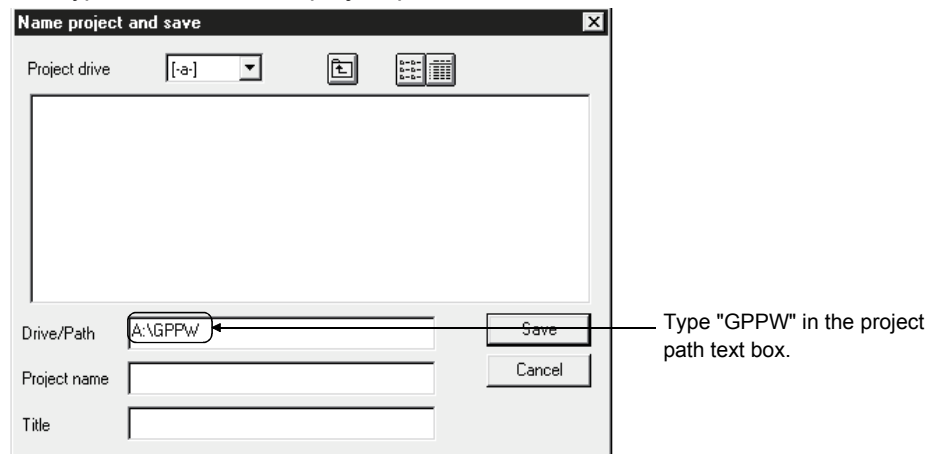 Name project and save
Project drive [-a-]
Drive/Path A:\GPPW Save
Type "GPPW" in the project
path text box.
Project name Cancel
Title